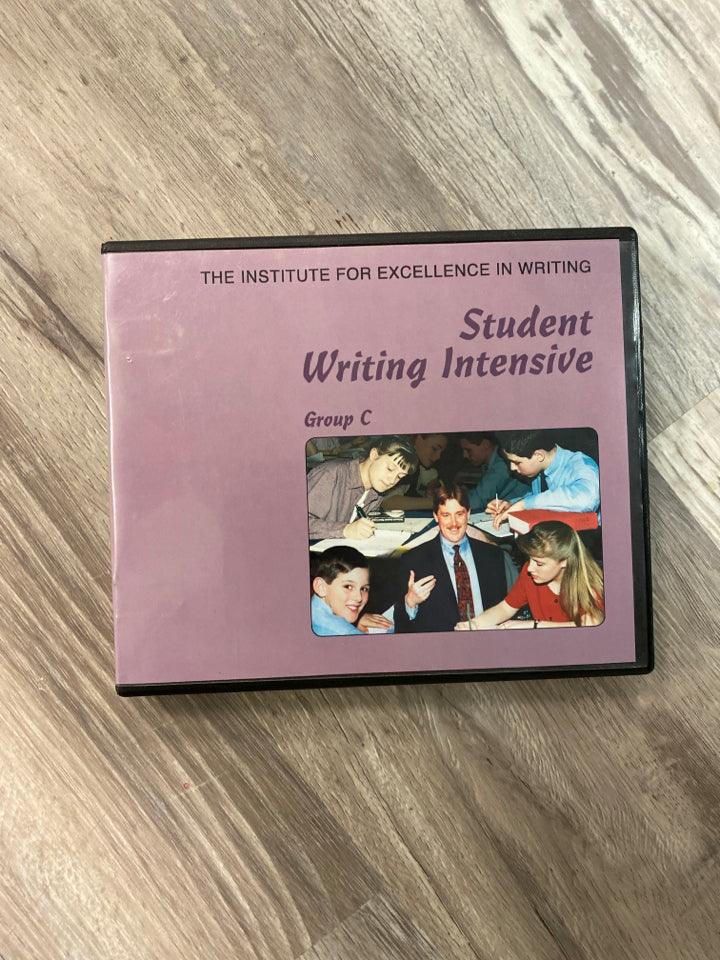 THE INSTITUTE FOR EXCELLENCE IN WRITING
Student
Writing Intensive
Group C